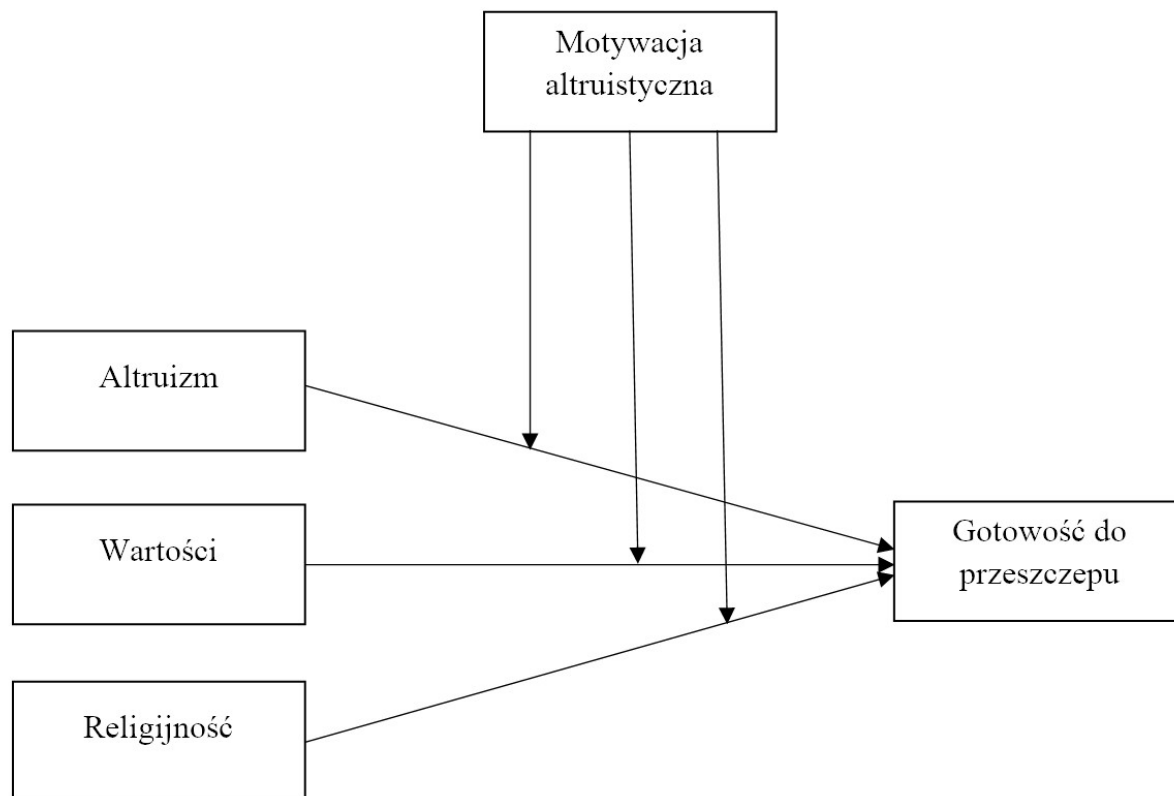 Motywacja
altruistyczna
Altruizm
Wartości
Gotowość do
przeszczepu
Religijność